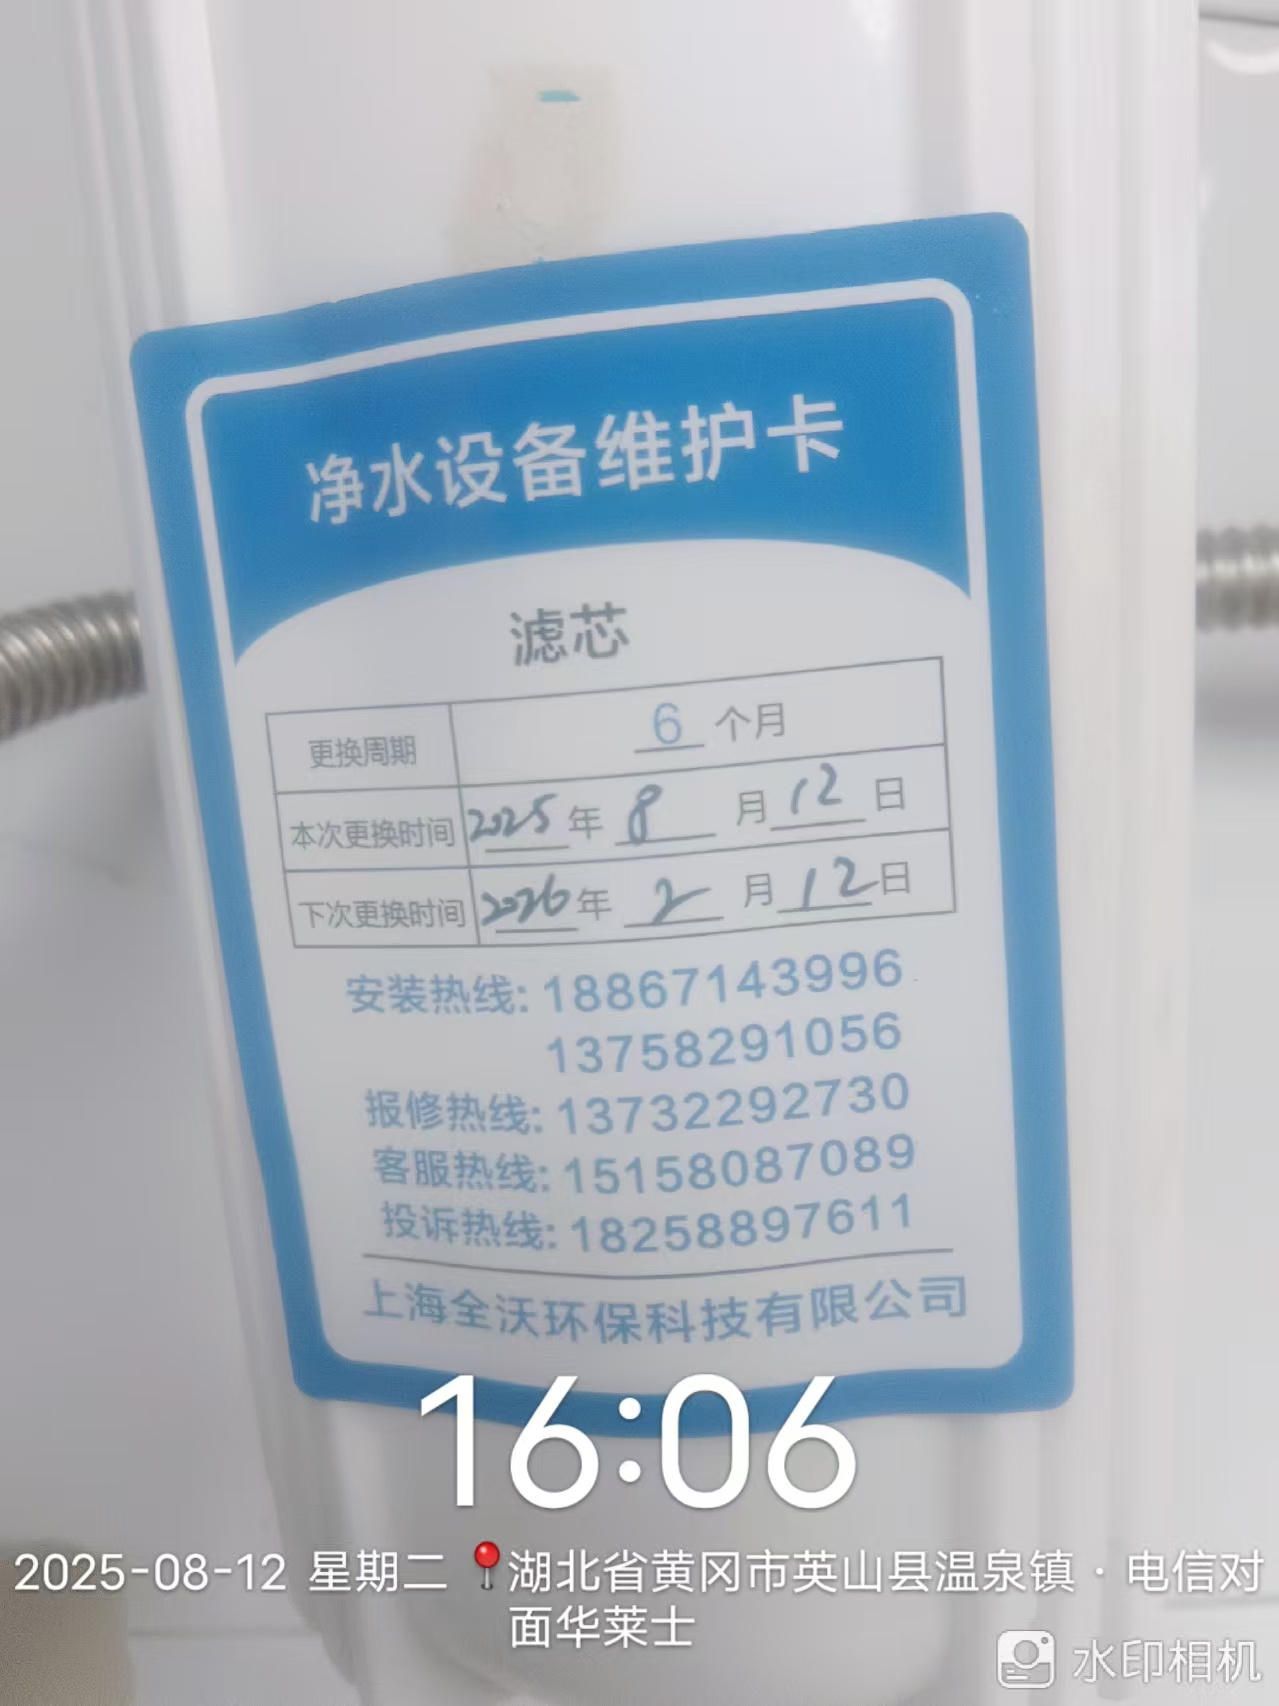 净水设备维护卡
滤芯
更换周期 6 个月
本次更换时间 2025 年 8 月 12 日
下次更换时间 2026 年 2 月 12 日
安装热线: 18867143996
13758291056
报修热线: 13732292730
客服热线: 15158087089
投诉热线: 18258897611
上海全沃环保科技有限公司
16:06
2025-08-12 星期二 湖北省黄冈市英山县温泉镇·电信对
面华莱士
水印相机